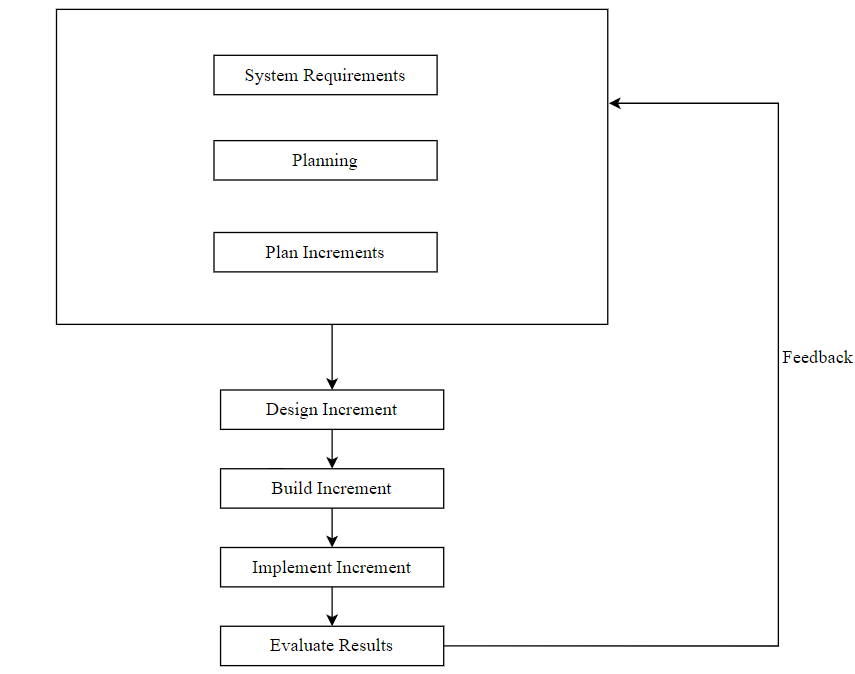 System Requirements
Planning
Plan Increments
Feedback
Design Increment
Build Increment
Implement Increment
Evaluate Results